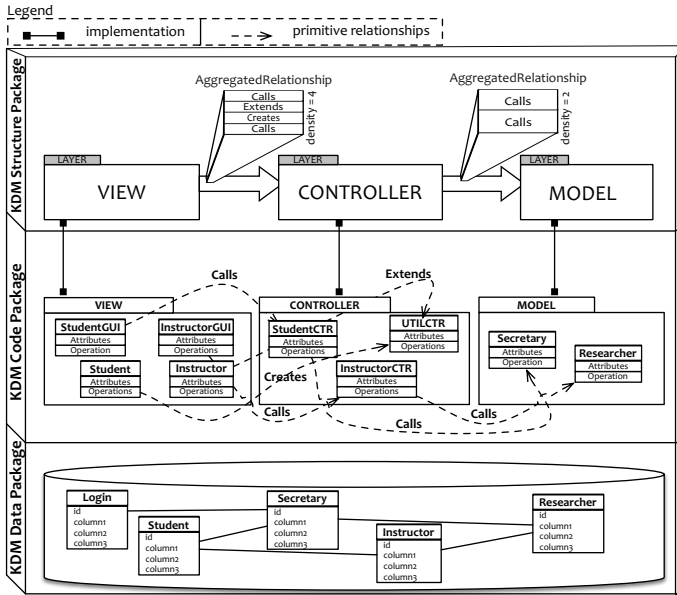 Legend
implementation
primitive relationships
KDM Structure Package
AggregatedRelationship
Calls
Extends
Creates
Calls
density = 4
AggregatedRelationship
Calls
Calls
density = 2
LAYER
VIEW
LAYER
CONTROLLER
LAYER
MODEL
KDM Code Package
Calls
Extends
VIEW
StudentGUI
Attributes
Operation
InstructorGUI
Attributes
Operations
Student
Attributes
Operations
Instructor
Attributes
Operations
CONTROLLER
StudentCTR
Attributes
Operations
UTILCTR
Attributes
Operations
InstructorCTR
Attributes
Operations
Creates
Calls
MODEL
Secretary
Attributes
Operation
Researcher
Attributes
Operation
Calls
Calls
KDM Data Package
Login
id
column1
column2
column3
Student
id
column1
column2
column3
Secretary
id
column1
column2
column3
Instructor
id
column1
column2
column3
Researcher
id
column1
column2
column3